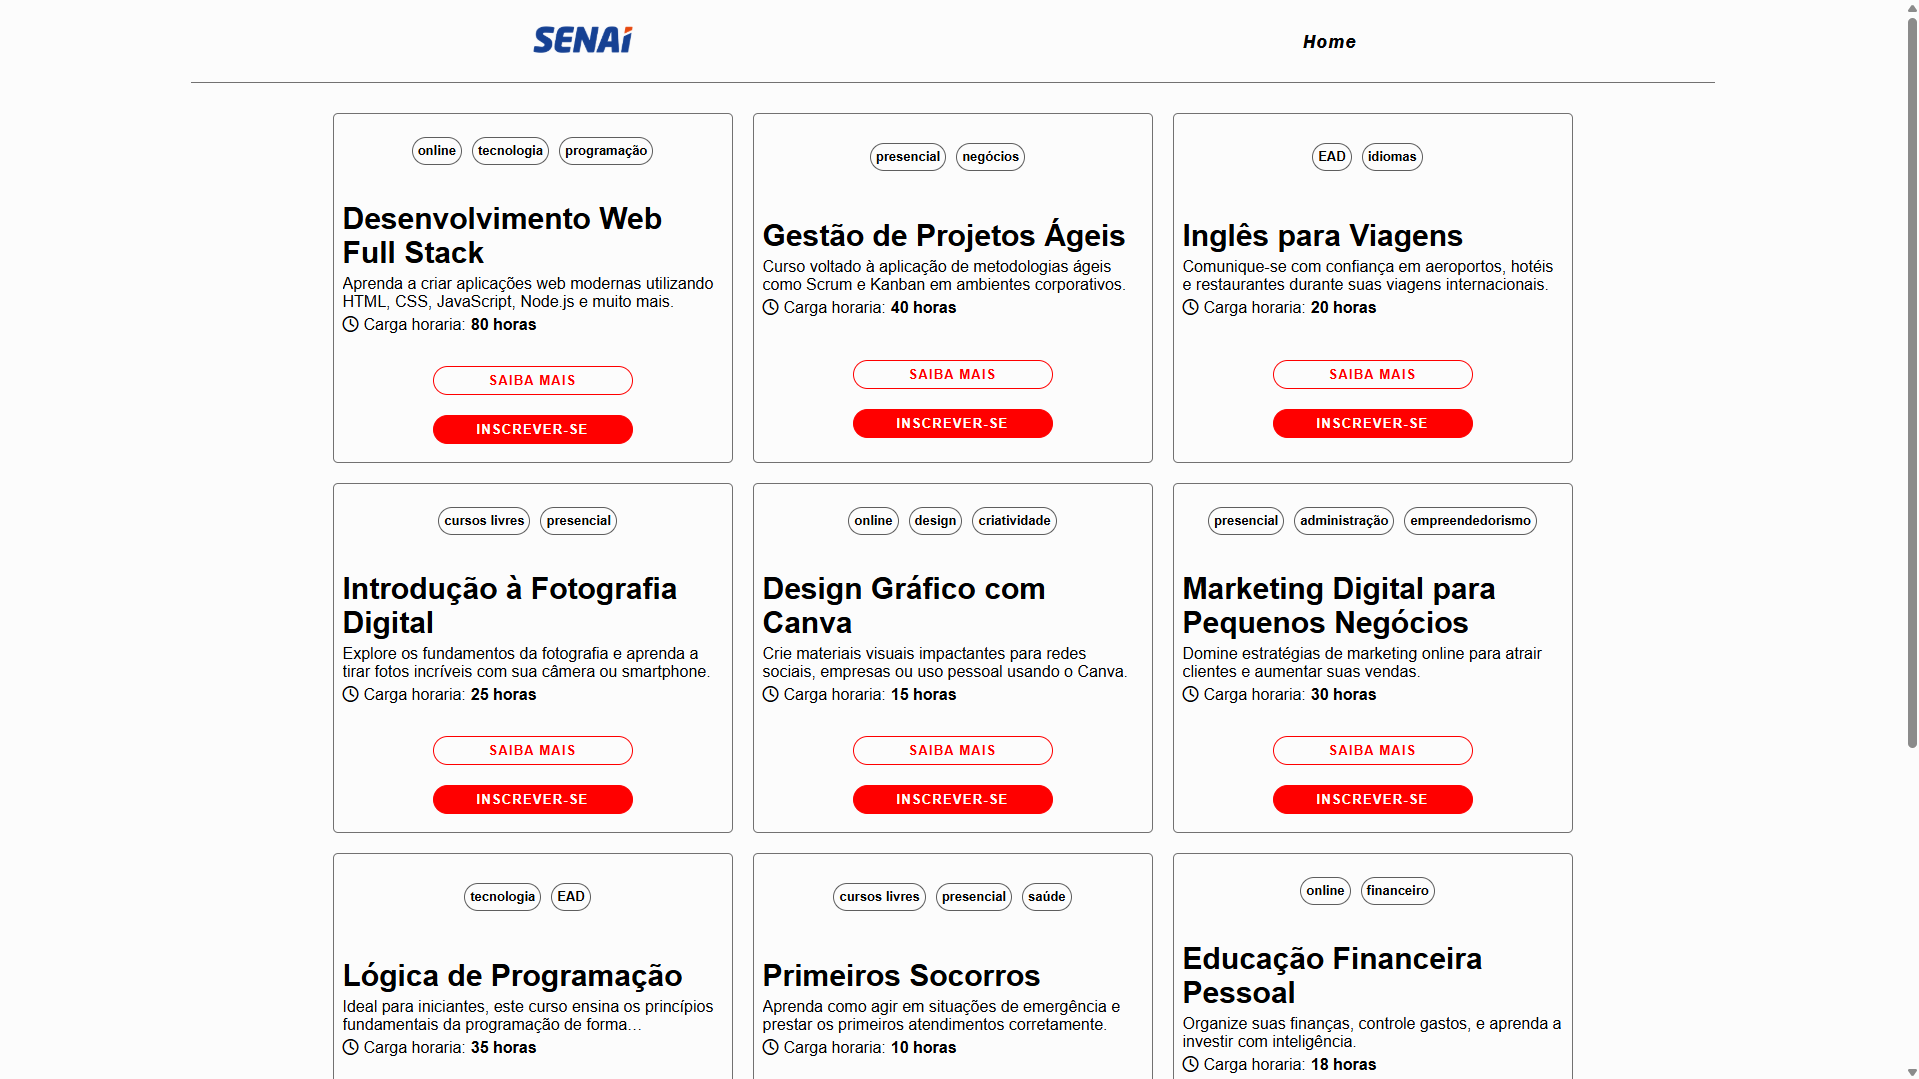 SENAI
Home
online tecnologia programação
Desenvolvimento Web
Full Stack
Aprenda a criar aplicações web modernas utilizando
HTML, CSS, JavaScript, Node.js e muito mais.
Carga horaria: 80 horas
SAIBA MAIS
INSCREVER-SE
presencial negócios
Gestão de Projetos Ágeis
Curso voltado à aplicação de metodologias ágeis
como Scrum e Kanban em ambientes corporativos.
Carga horaria: 40 horas
SAIBA MAIS
INSCREVER-SE
EAD idiomas
Inglês para Viagens
Comunique-se com confiança em aeroportos, hotéis
e restaurantes durante suas viagens internacionais.
Carga horaria: 20 horas
SAIBA MAIS
INSCREVER-SE
cursos livres presencial
Introdução à Fotografia
Digital
Explore os fundamentos da fotografia e aprenda a
tirar fotos incríveis com sua câmera ou smartphone.
Carga horaria: 25 horas
SAIBA MAIS
INSCREVER-SE
online design criatividade
Design Gráfico com
Canva
Crie materiais visuais impactantes para redes
sociais, empresas ou uso pessoal usando o Canva.
Carga horaria: 15 horas
SAIBA MAIS
INSCREVER-SE
presencial administração empreendedorismo
Marketing Digital para
Pequenos Negócios
Domine estratégias de marketing online para atrair
clientes e aumentar suas vendas.
Carga horaria: 30 horas
SAIBA MAIS
INSCREVER-SE
tecnologia EAD
Lógica de Programação
Ideal para iniciantes, este curso ensina os princípios
fundamentais da programação de forma…
Carga horaria: 35 horas
cursos livres presencial saúde
Primeiros Socorros
Aprenda como agir em situações de emergência e
prestar os primeiros atendimentos corretamente.
Carga horaria: 10 horas
online financeiro
Educação Financeira
Pessoal
Organize suas finanças, controle gastos, e aprenda a
investir com inteligência.
Carga horaria: 18 horas